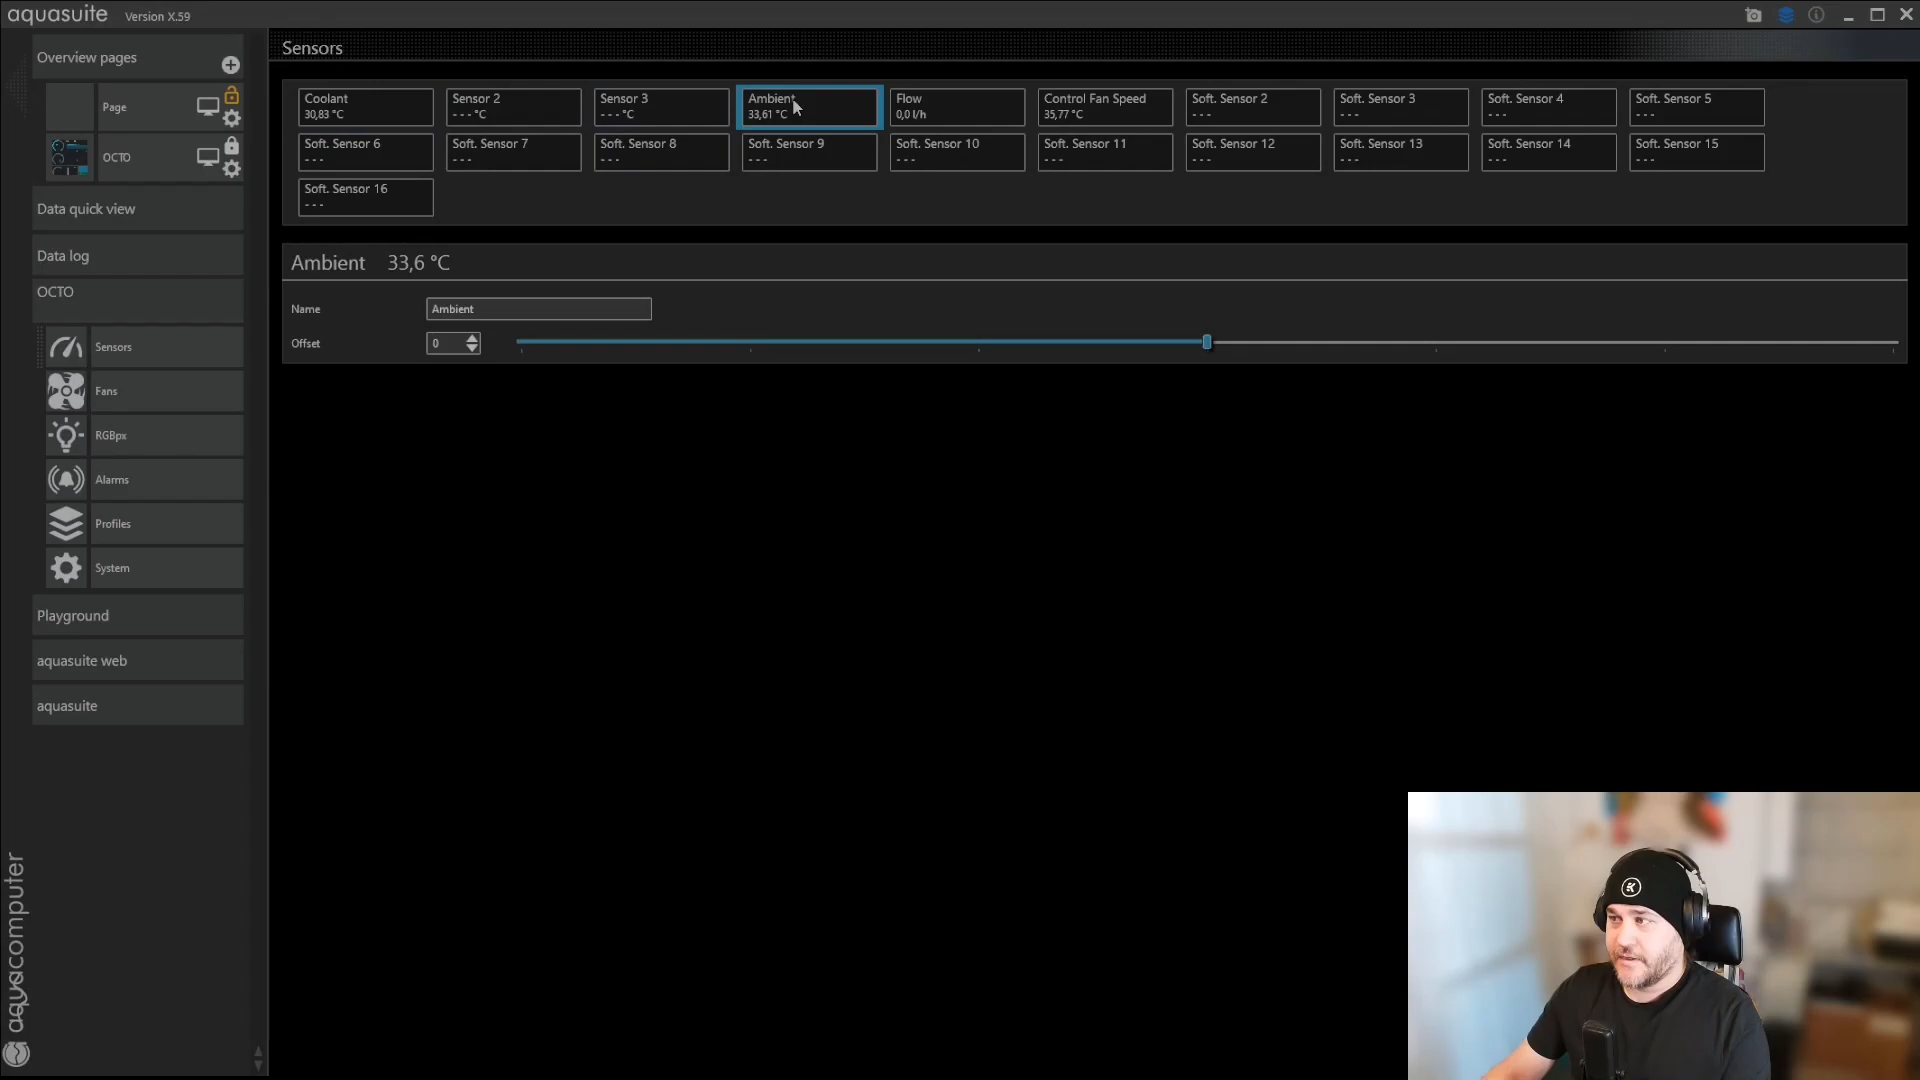 aquasuite Version X.59
Overview pages
Page
OCTO
Data quick view
Data log
OCTO
Sensors
Fans
RGBpx
Alarms
Profiles
System
Playground
aquasuite web
aquasuite
aquacomputer
Sensors
Coolant
30,83 °C
Sensor 2
- - - °C
Sensor 3
- - - °C
Ambient
33,61 °C
Flow
0,0 l/h
Control Fan Speed
35,77 °C
Soft. Sensor 2
- - -
Soft. Sensor 3
- - -
Soft. Sensor 4
- - -
Soft. Sensor 5
- - -
Soft. Sensor 6
- - -
Soft. Sensor 7
- - -
Soft. Sensor 8
- - -
Soft. Sensor 9
- - -
Soft. Sensor 10
- - -
Soft. Sensor 11
- - -
Soft. Sensor 12
- - -
Soft. Sensor 13
- - -
Soft. Sensor 14
- - -
Soft. Sensor 15
- - -
Soft. Sensor 16
- - -
Ambient 33,6 °C
Name Ambient
Offset 0